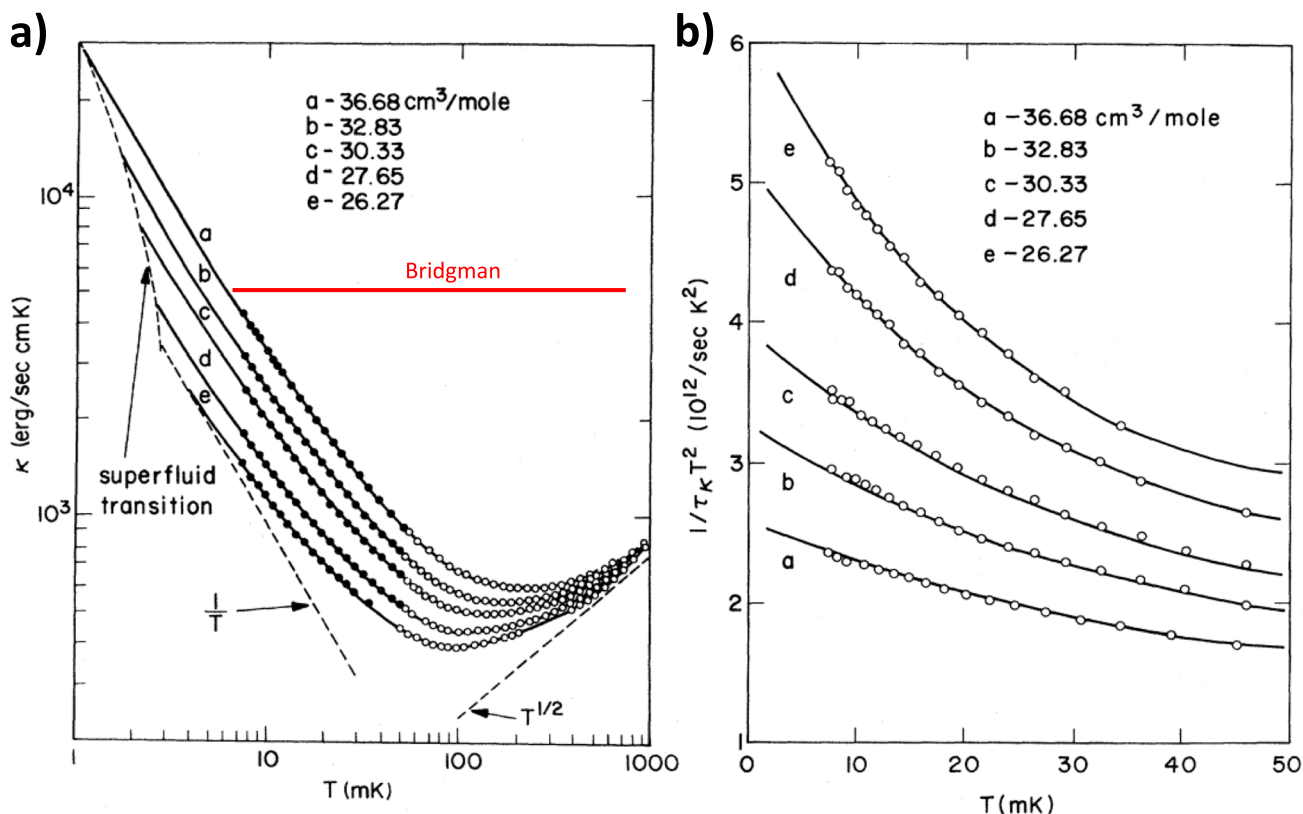 a)
a - 36.68 cm³/mole
b - 32.83
c - 30.33
d - 27.65
e - 26.27
10⁴
10³
κ (erg/sec cmK)
a
b
c
d
e
Bridgman
superfluid
transition
1/T
T^{1/2}
1
10
100
1000
T (mK)
b)
6
5
4
3
2
1
1/τ_κT² (10¹²/sec K²)
a - 36.68 cm³/mole
b - 32.83
c - 30.33
d - 27.65
e - 26.27
e
d
c
b
a
0
10
20
30
40
50
T (mK)